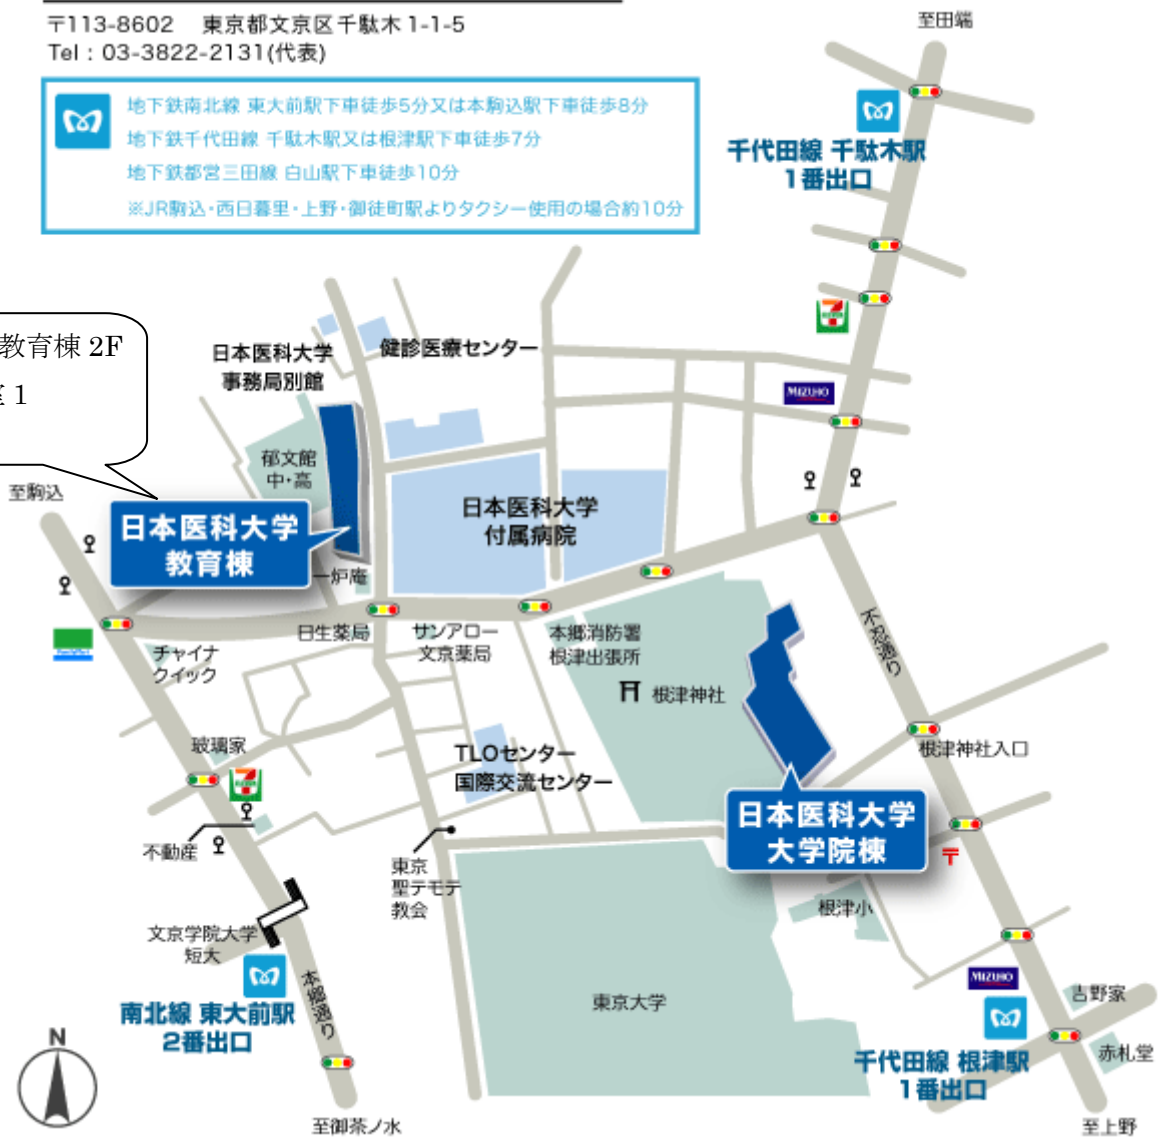 〒113-8602　東京都文京区千駄木1-1-5
Tel：03-3822-2131(代表)
地下鉄南北線 東大前駅下車徒歩5分又は本駒込駅下車徒歩8分
地下鉄千代田線 千駄木駅又は根津駅下車徒歩7分
地下鉄都営三田線 白山駅下車徒歩10分
※JR駒込・西日暮里・上野・御徒町駅よりタクシー使用の場合約10分
至田端
千代田線 千駄木駅
1番出口
教育棟 2F
1
日本医科大学
事務局別館
健診医療センター
MIZUHO
郁文館
中・高
至駒込
日本医科大学
教育棟
日本医科大学
付属病院
一炉庵
日生薬局
サンアロー
文京薬局
本郷消防署
根津出張所
不忍通り
FamilyMart
チャイナ
クイック
根津神社
玻璃家
TLOセンター
国際交流センター
根津神社入口
日本医科大学
大学院棟
〒
不動産
東京
聖テモテ
教会
根津小
文京学院大学
短大
本郷通り
南北線 東大前駅
2番出口
東京大学
MIZUHO
吉野家
赤札堂
千代田線 根津駅
1番出口
N
至御茶ノ水
至上野